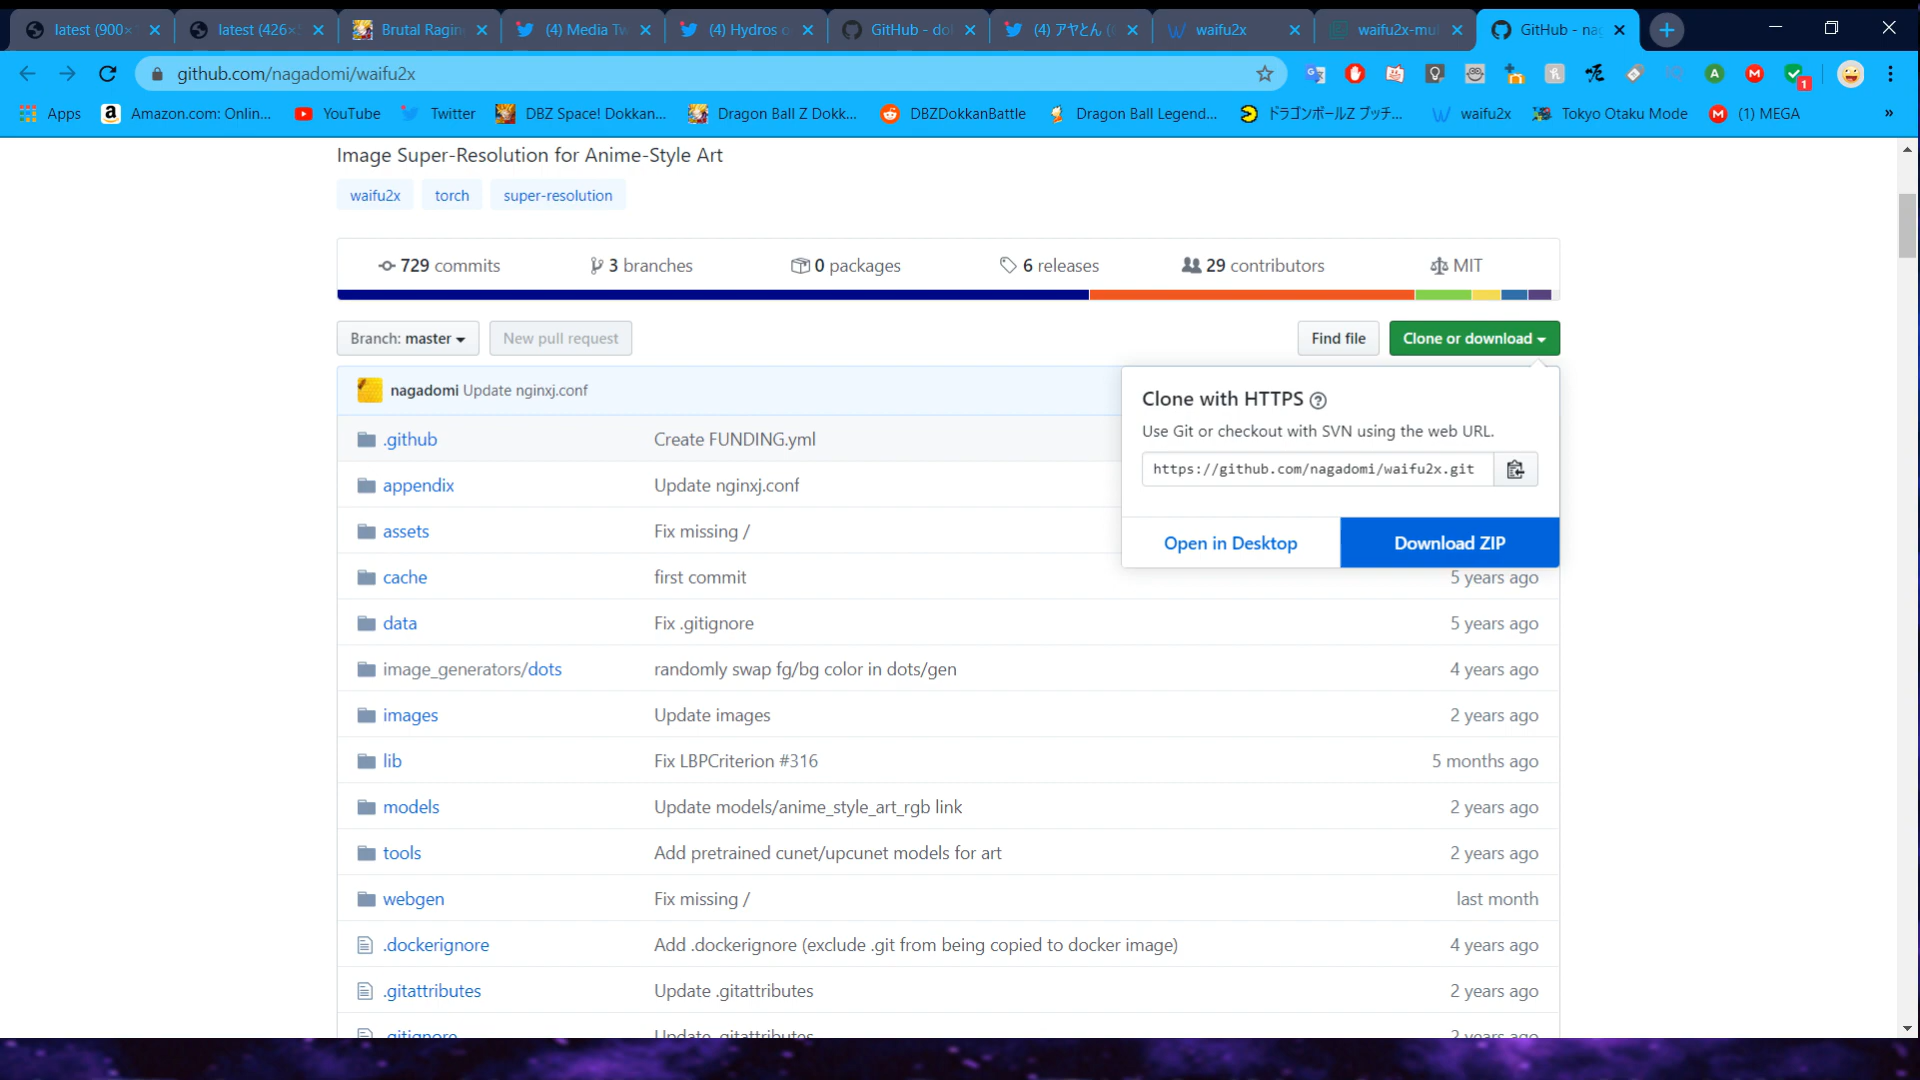 latest (900×
latest (426×
Brutal Ragin
(4) Media Tw
(4) Hydros o
GitHub - dol
(4) アヤとん (
waifu2x
waifu2x-mul
GitHub - nag
github.com/nagadomi/waifu2x
1
Apps
Amazon.com: Onlin...
YouTube
Twitter
DBZ Space! Dokkan...
Dragon Ball Z Dokk...
DBZDokkanBattle
Dragon Ball Legend...
ドラゴンボールZ ブッチ...
waifu2x
Tokyo Otaku Mode
(1) MEGA
»
Image Super-Resolution for Anime-Style Art
waifu2x torch super-resolution
729 commits
3 branches
0 packages
6 releases
29 contributors
MIT
Branch: master
New pull request
Find file
Clone or download
nagadomi Update nginxj.conf
Clone with HTTPS
Use Git or checkout with SVN using the web URL.
https://github.com/nagadomi/waifu2x.git
Open in Desktop
Download ZIP
.github Create FUNDING.yml
appendix Update nginxj.conf
assets Fix missing /
cache first commit 5 years ago
data Fix .gitignore 5 years ago
image_generators/dots randomly swap fg/bg color in dots/gen 4 years ago
images Update images 2 years ago
lib Fix LBPCriterion #316 5 months ago
models Update models/anime_style_art_rgb link 2 years ago
tools Add pretrained cunet/upcunet models for art 2 years ago
webgen Fix missing / last month
.dockerignore Add .dockerignore (exclude .git from being copied to docker image) 4 years ago
.gitattributes Update .gitattributes 2 years ago
.gitignore Update .gitattributes 2 years ago